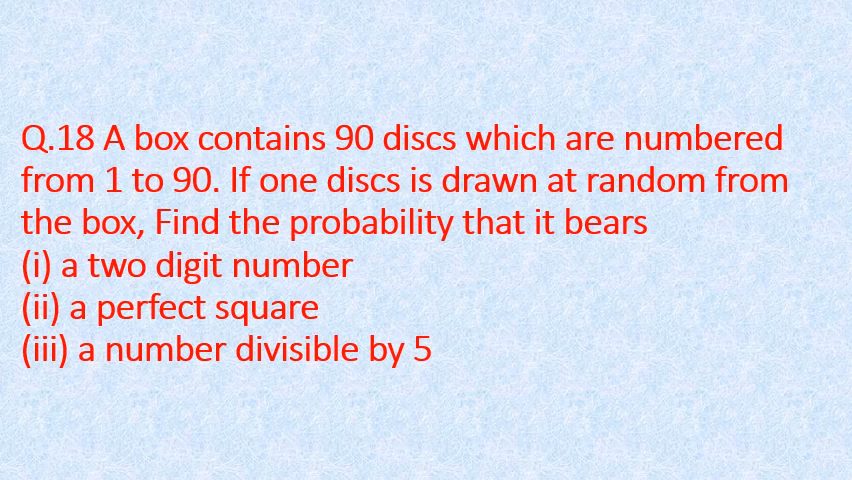 Q.18 A box contains 90 discs which are numbered
from 1 to 90. If one discs is drawn at random from
the box, Find the probability that it bears
(i) a two digit number
(ii) a perfect square
(iii) a number divisible by 5